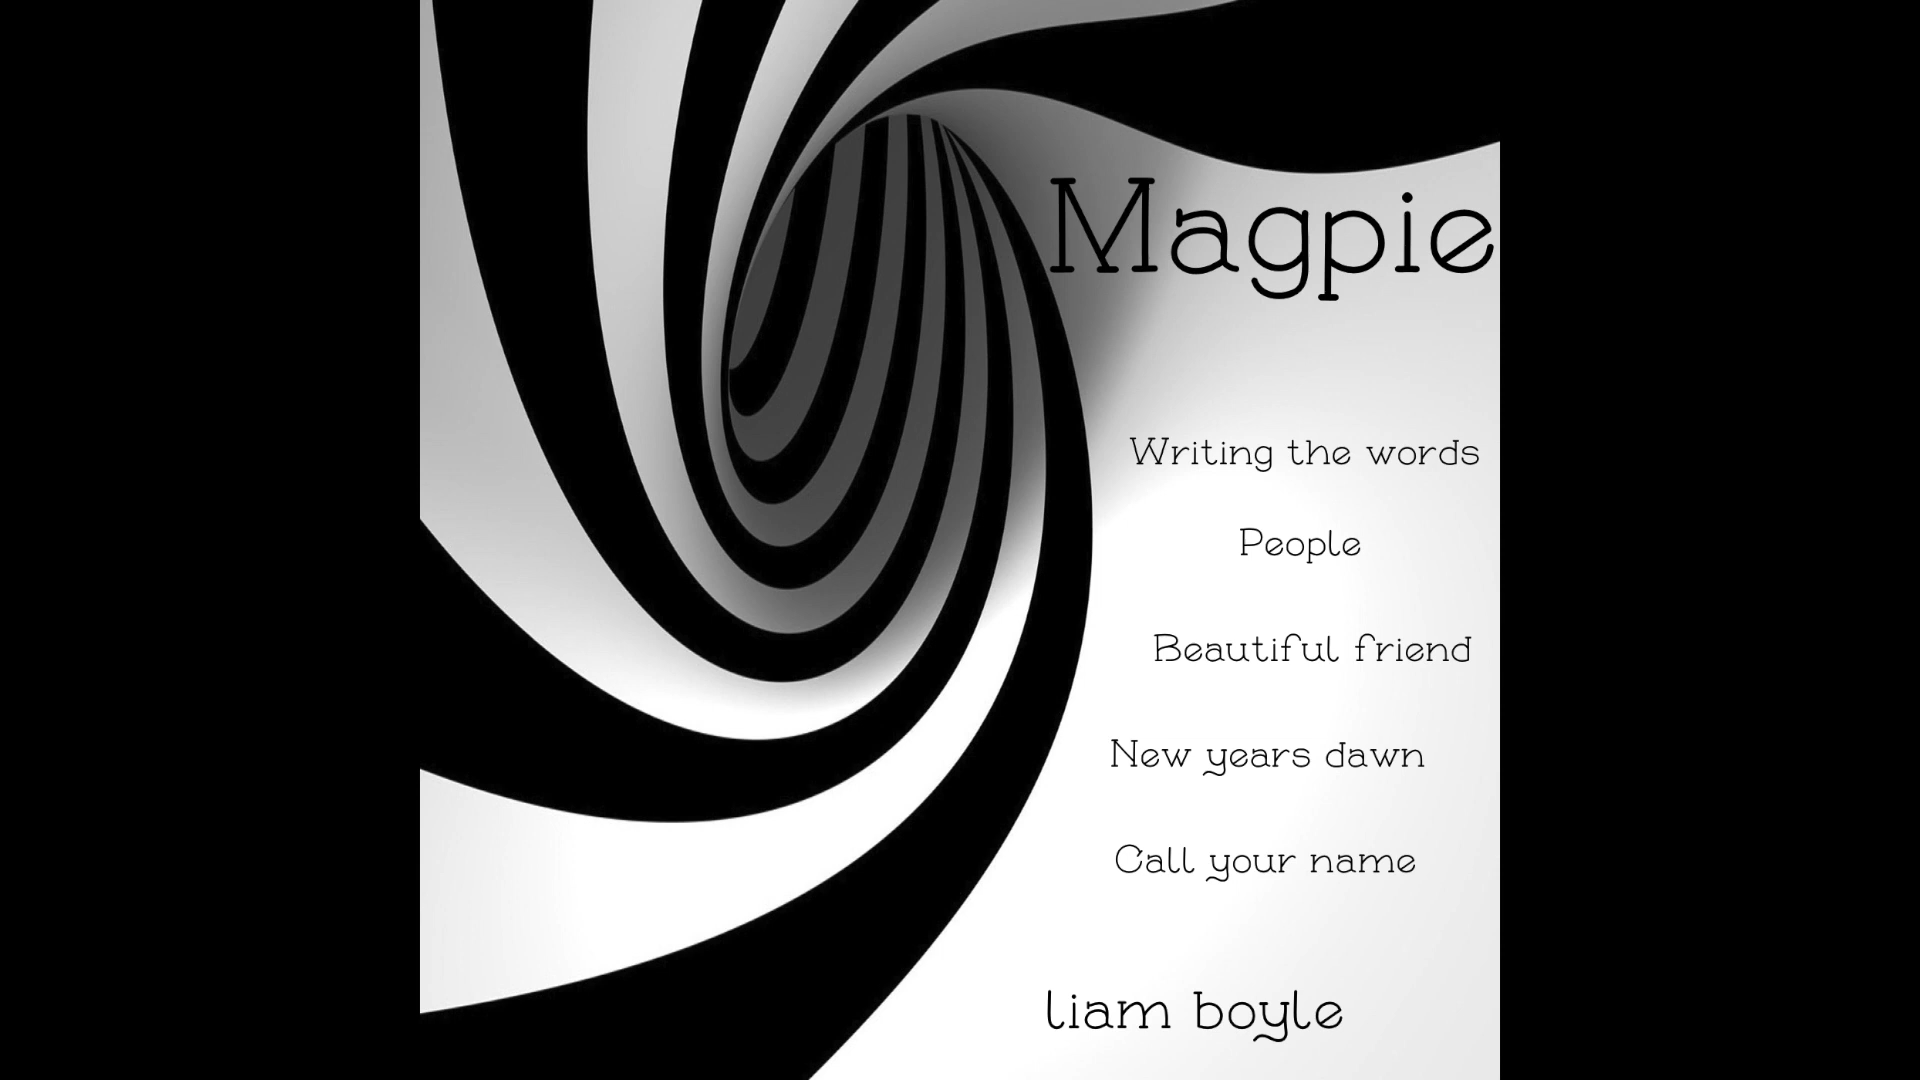 Magpie
Writing the words
People
Beautiful friend
New years dawn
Call your name
liam boyle